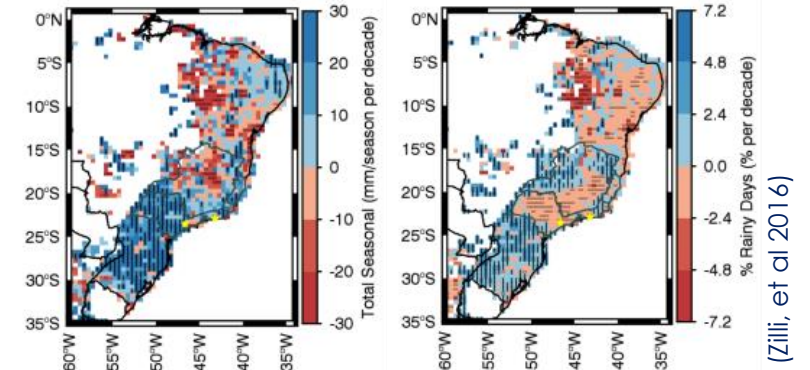 0°N
5°S
10°S
15°S
20°S
25°S
30°S
35°S
60°W
55°W
50°W
45°W
40°W
35°W
30
20
10
0
-10
-20
-30
Total Seasonal (mm/season per decade)
0°N
5°S
10°S
15°S
20°S
25°S
30°S
35°S
60°W
55°W
50°W
45°W
40°W
35°W
7.2
4.8
2.4
0.0
-2.4
-4.8
-7.2
% Rainy Days (% per decade)
(Zilli, et al 2016)